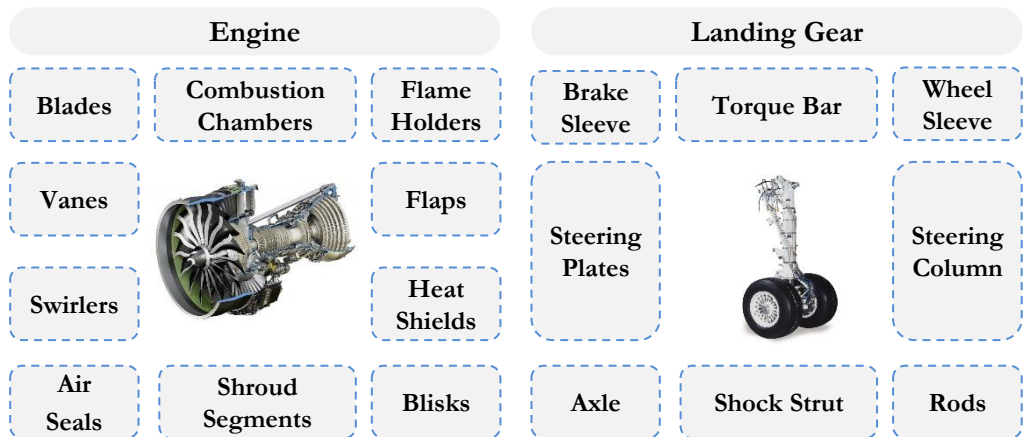 Engine
Landing Gear
Blades
Combustion
Chambers
Flame
Holders
Brake
Sleeve
Torque Bar
Wheel
Sleeve
Vanes
Flaps
Steering
Plates
Steering
Column
Swirlers
Heat
Shields
Air
Seals
Shroud
Segments
Blisks
Axle
Shock Strut
Rods